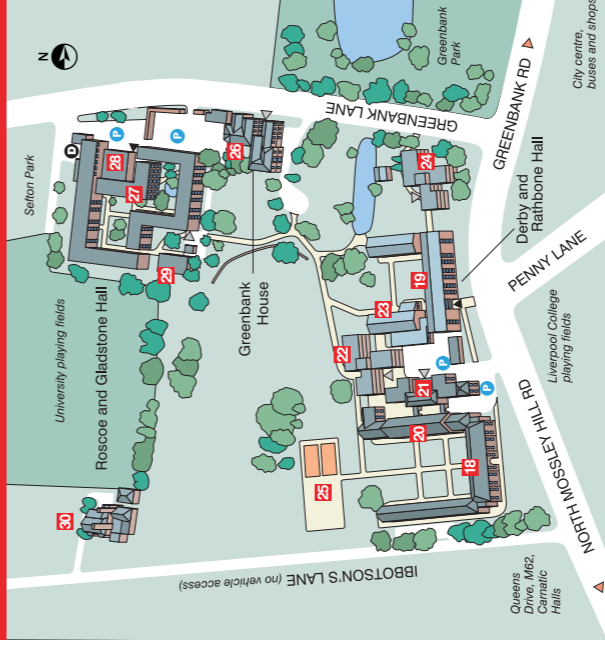 N
Sefton Park
D
P
P
28
27
29
26
University playing fields
Roscoe and Gladstone Hall
Greenbank
House
30
Greenbank
Park
GREENBANK LANE
GREENBANK RD
City centre,
buses and shops
24
Derby and
Rathbone Hall
PENNY LANE
19
23
22
21
P
P
20
18
25
Liverpool College
playing fields
NORTH MOSSLEY HILL RD
IBBOTSON'S LANE (no vehicle access)
Queens
Drive, M62,
Carnatic
Halls